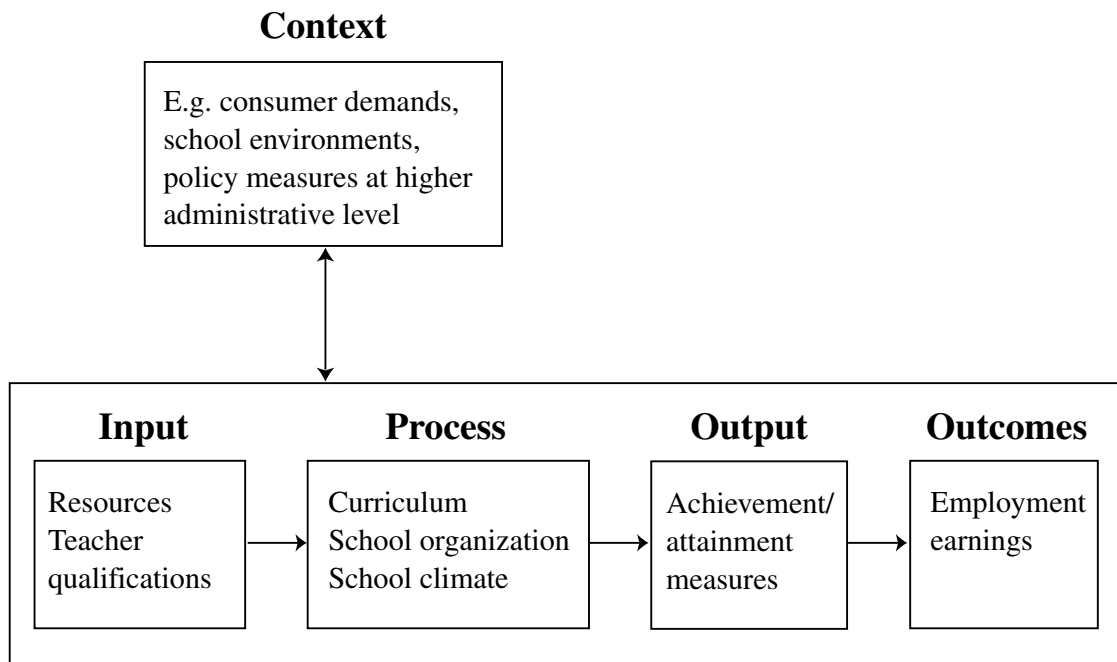 Context
E.g. consumer demands,
school environments,
policy measures at higher
administrative level
Input
Resources
Teacher
qualifications
Process
Curriculum
School organization
School climate
Output
Achievement/
attainment
measures
Outcomes
Employment
earnings